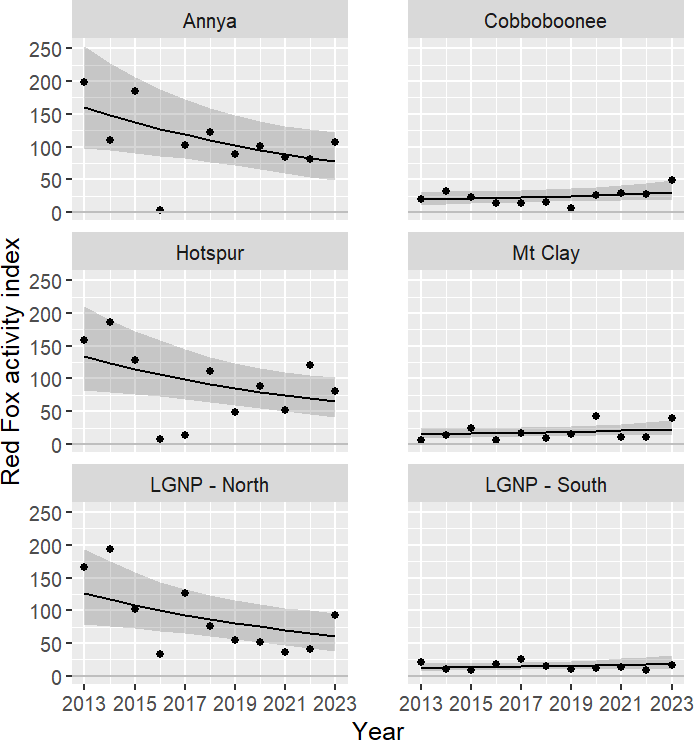 Annya
Cobboboonee
250
200
150
100
50
0
Hotspur
Mt Clay
250
200
150
100
50
0
Red Fox activity index
LGNP - North
LGNP - South
250
200
150
100
50
0
2013 2015 2017 2019 2021 2023
2013 2015 2017 2019 2021 2023
Year